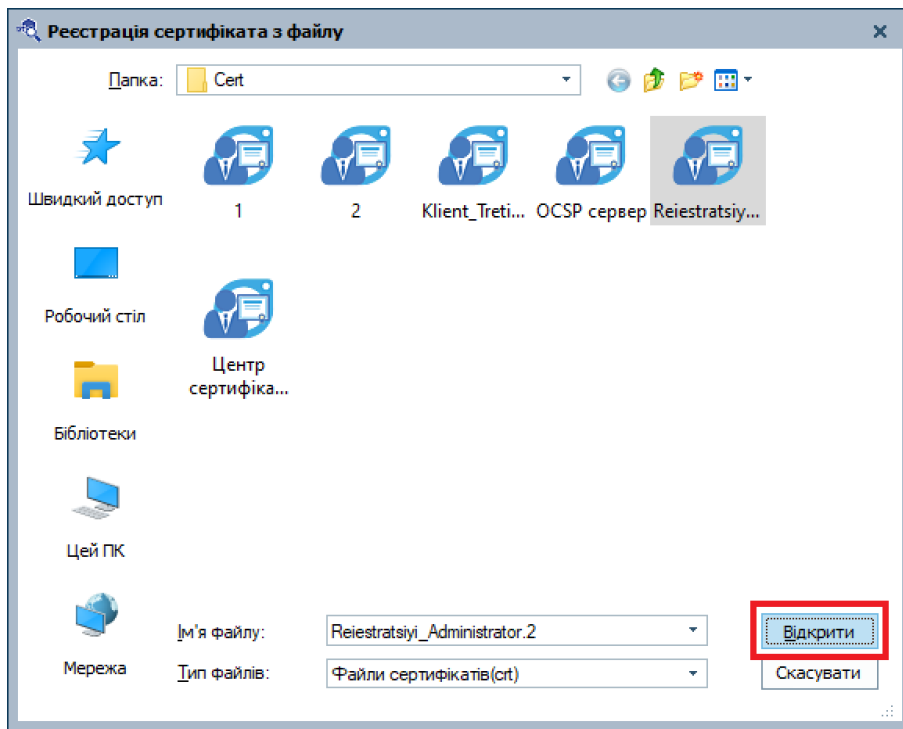 Реєстрація сертифіката з файлу
Папка: Cert
Швидкий доступ
Робочий стіл
Бібліотеки
Цей ПК
Мережа
1
2
Klient_Treti...
OCSP сервер
Reiestratsiy...
Центр
сертифіка...
Ім'я файлу: Reiestratsiyi_Administrator.2
Відкрити
Тип файлів: Файли сертифікатів(crt)
Скасувати